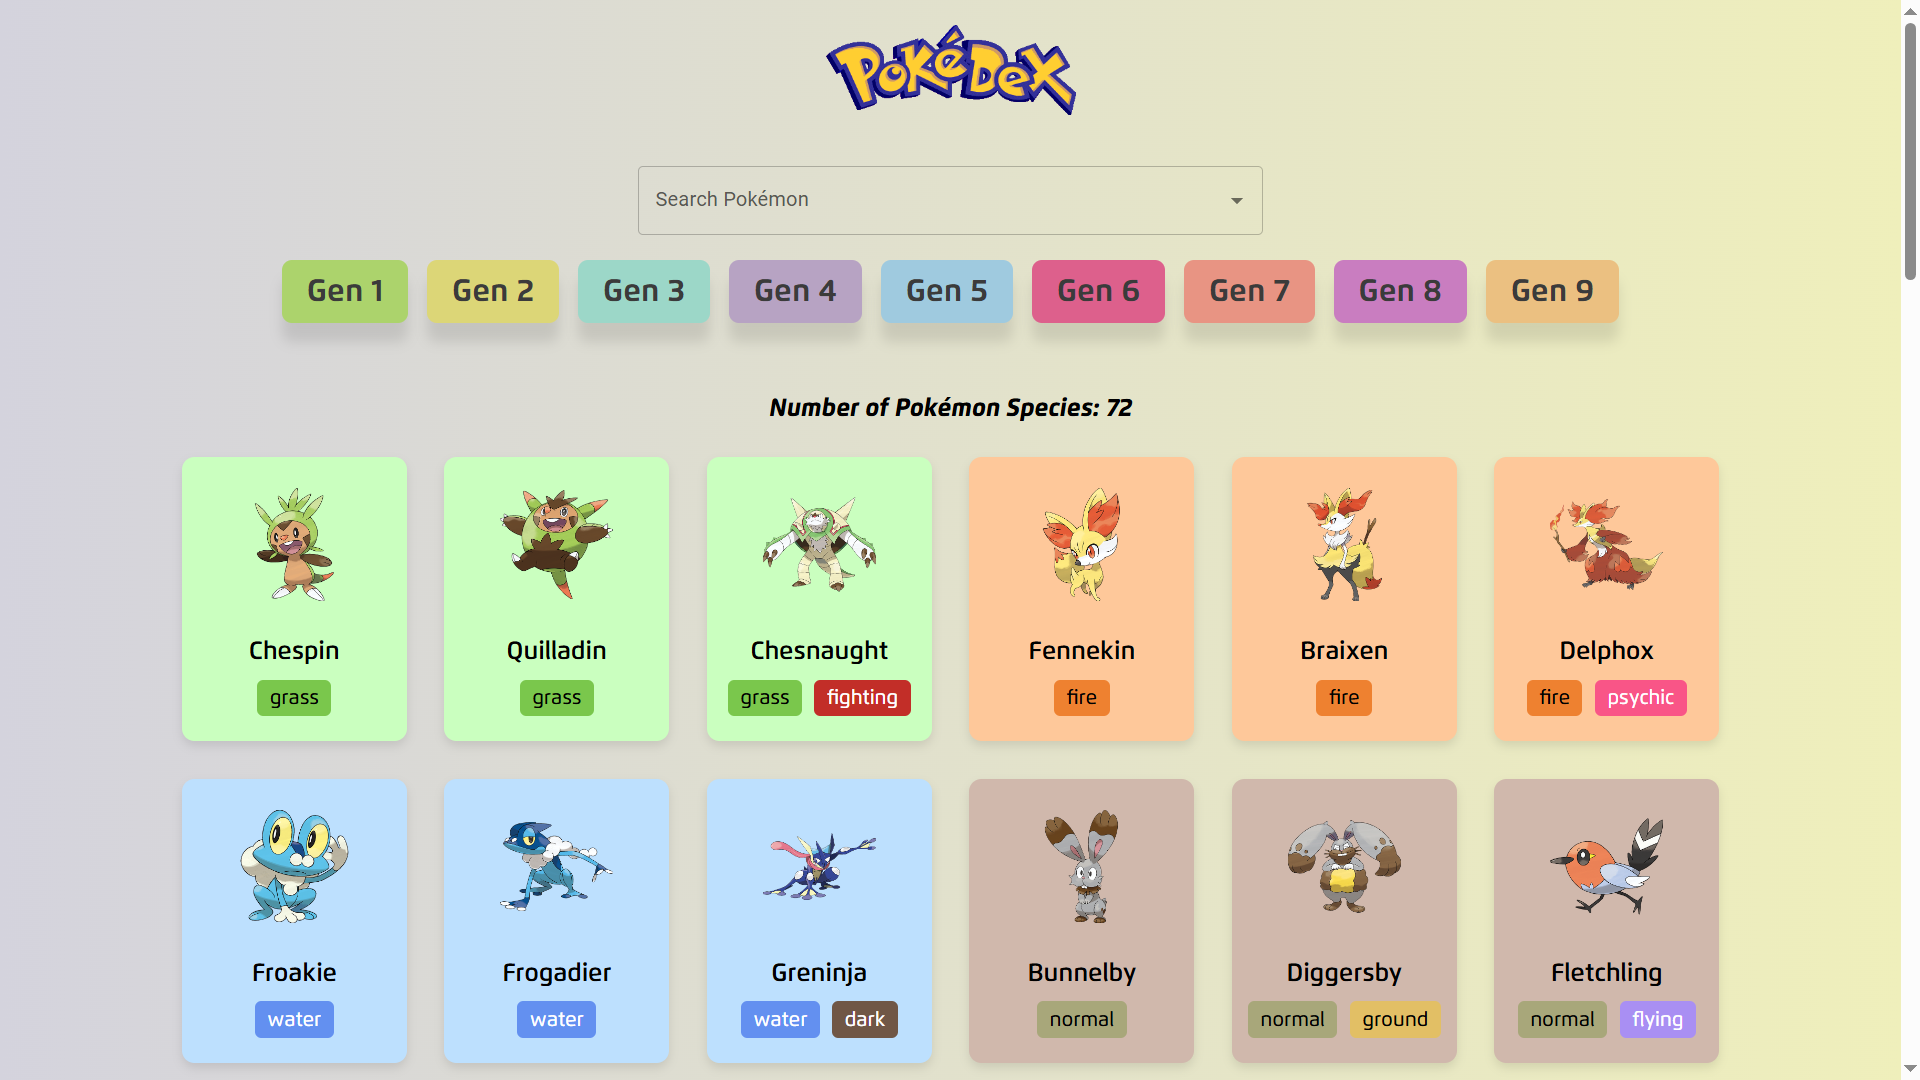 PokéDex
Search Pokémon
Gen 1 Gen 2 Gen 3 Gen 4 Gen 5 Gen 6 Gen 7 Gen 8 Gen 9
Number of Pokémon Species: 72
Chespin Quilladin Chesnaught Fennekin Braixen Delphox
grass grass grass fighting fire fire fire psychic
Froakie Frogadier Greninja Bunnelby Diggersby Fletchling
water water water dark normal normal ground normal flying